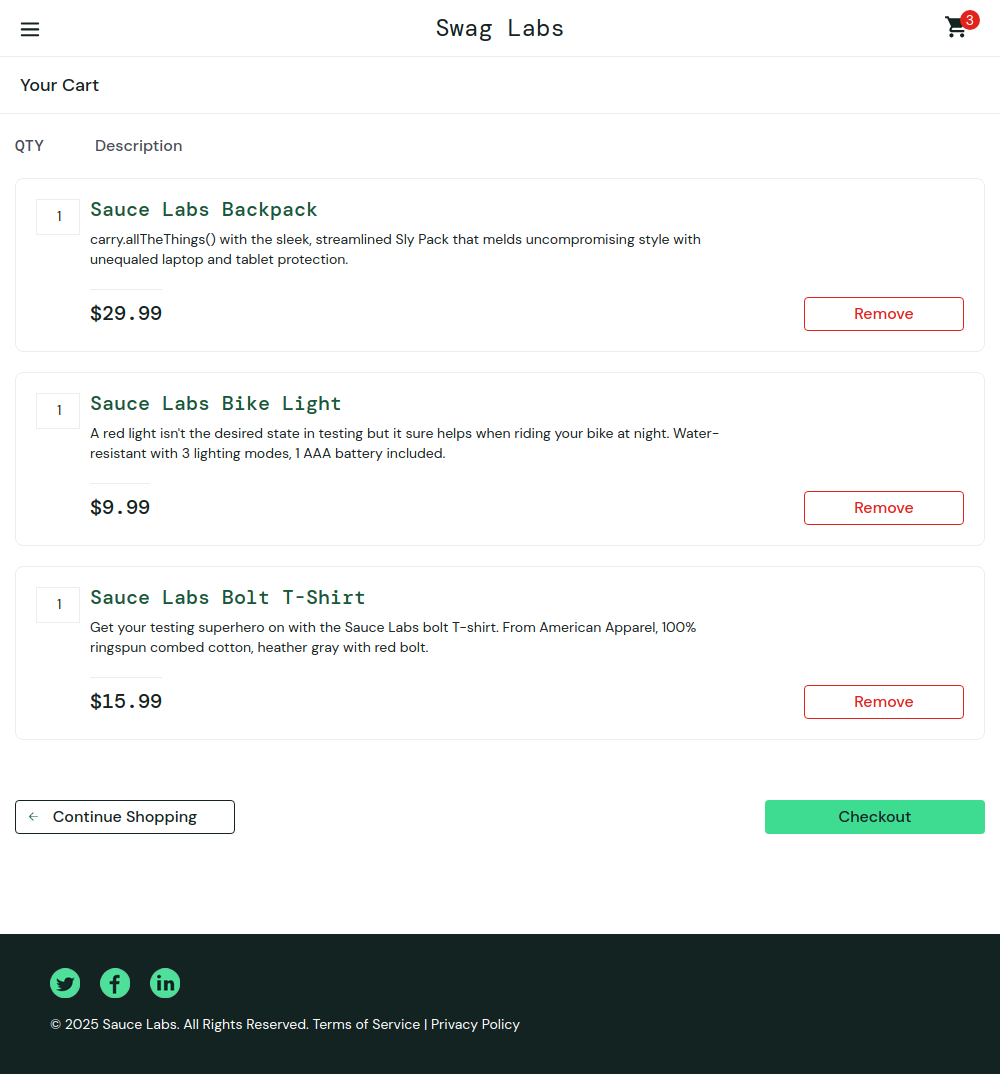 Swag Labs
3
Your Cart
QTY Description
1
Sauce Labs Backpack
carry.allTheThings() with the sleek, streamlined Sly Pack that melds uncompromising style with
unequaled laptop and tablet protection.
$29.99
Remove
1
Sauce Labs Bike Light
A red light isn't the desired state in testing but it sure helps when riding your bike at night. Water-
resistant with 3 lighting modes, 1 AAA battery included.
$9.99
Remove
1
Sauce Labs Bolt T-Shirt
Get your testing superhero on with the Sauce Labs bolt T-shirt. From American Apparel, 100%
ringspun combed cotton, heather gray with red bolt.
$15.99
Remove
Continue Shopping
Checkout
© 2025 Sauce Labs. All Rights Reserved. Terms of Service | Privacy Policy